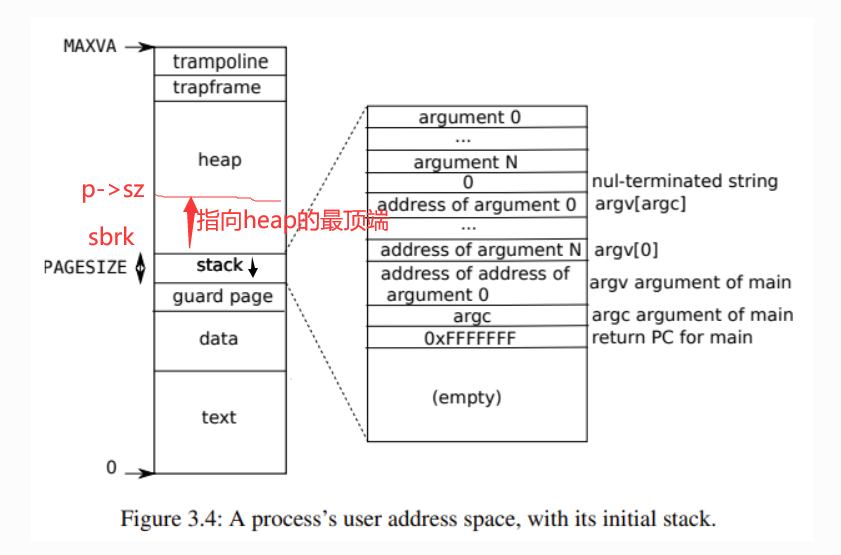 MAXVA
trampoline
trapframe
heap
p->sz
指向heap的最顶端
sbrk
PAGESIZE
stack
guard page
data
text
0
argument 0
...
argument N
0
nul-terminated string
address of argument 0
argv[argc]
...
address of argument N
argv[0]
address of address of
argument 0
argv argument of main
argc
argc argument of main
0xFFFFFFF
return PC for main
(empty)
Figure 3.4: A process's user address space, with its initial stack.